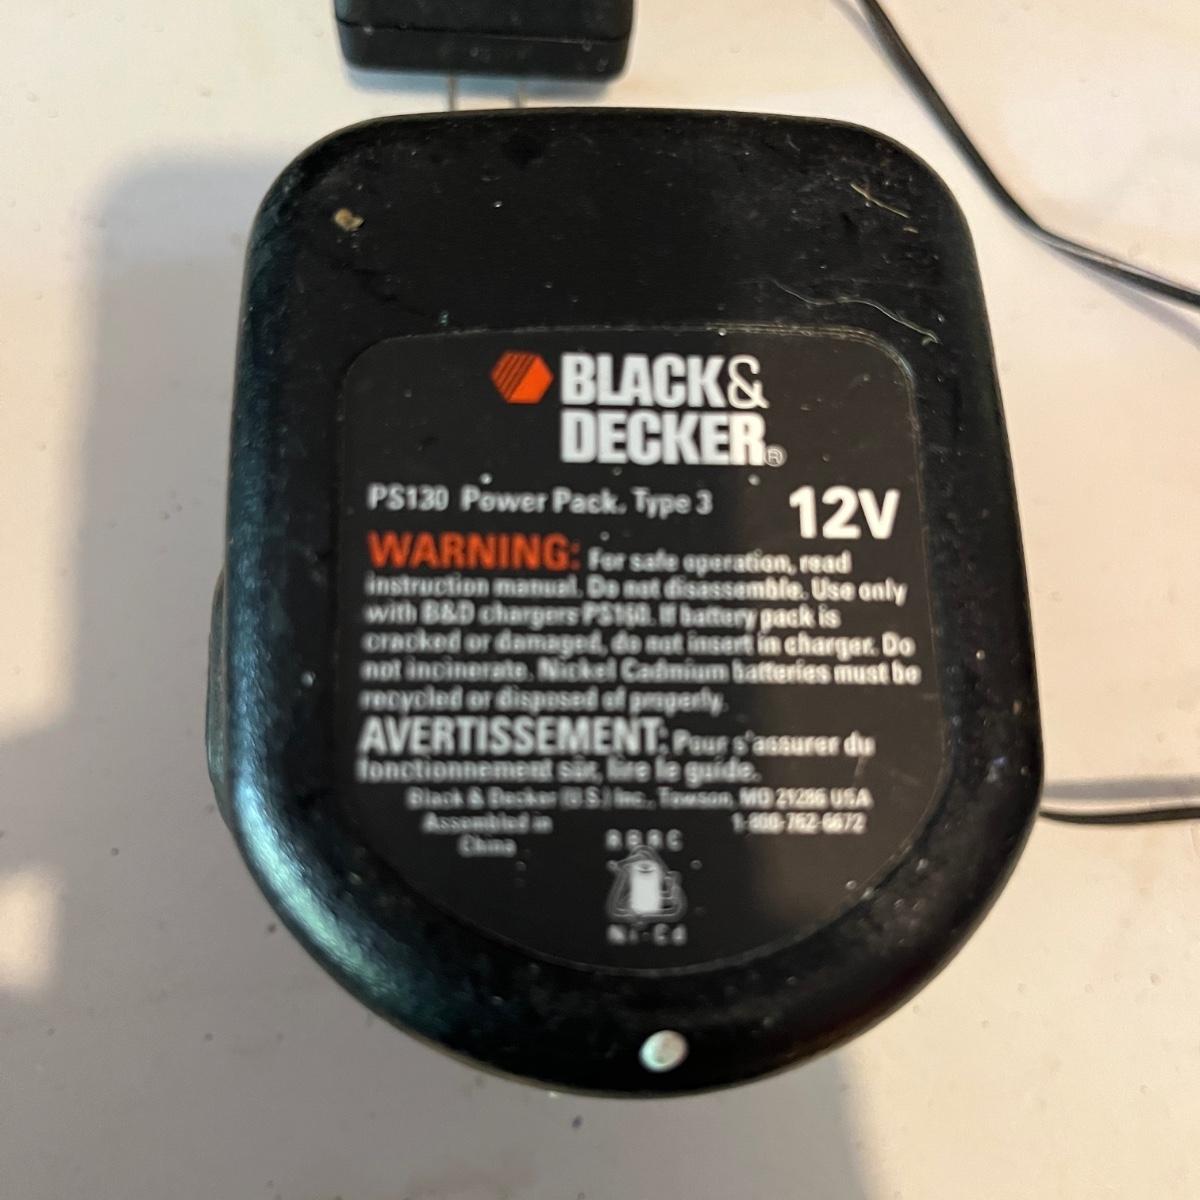 BLACK&
DECKER®
PS130 Power Pack. Type 3
12V
WARNING: For safe operation, read
instruction manual. Do not disassemble. Use only
with B&D chargers PS160. If battery pack is
cracked or damaged, do not insert in charger. Do
not incinerate. Nickel Cadmium batteries must be
recycled or disposed of properly.
AVERTISSEMENT: Pour s'assurer du
fonctionnement sûr, lire le guide.
Black & Decker (U.S.) Inc., Towson, MD 21286 USA
Assembled in
China
1-800-762-6672
RBRC
Ni-Cd